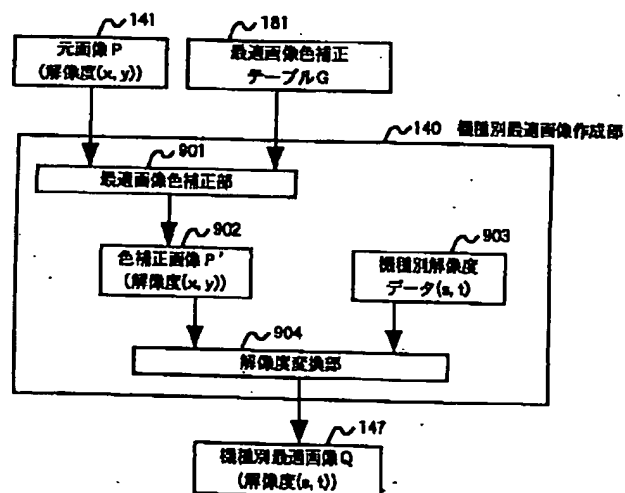 141
181
元画像P
(解像度(x, y))
最適画像色補正
テーブルG
140 機種別最適画像作成部
901
最適画像色補正部
902
903
色補正画像P'
(解像度(x, y))
機種別解像度
データ(s, t)
904
解像度変換部
147
機種別最適画像Q
(解像度(s, t))